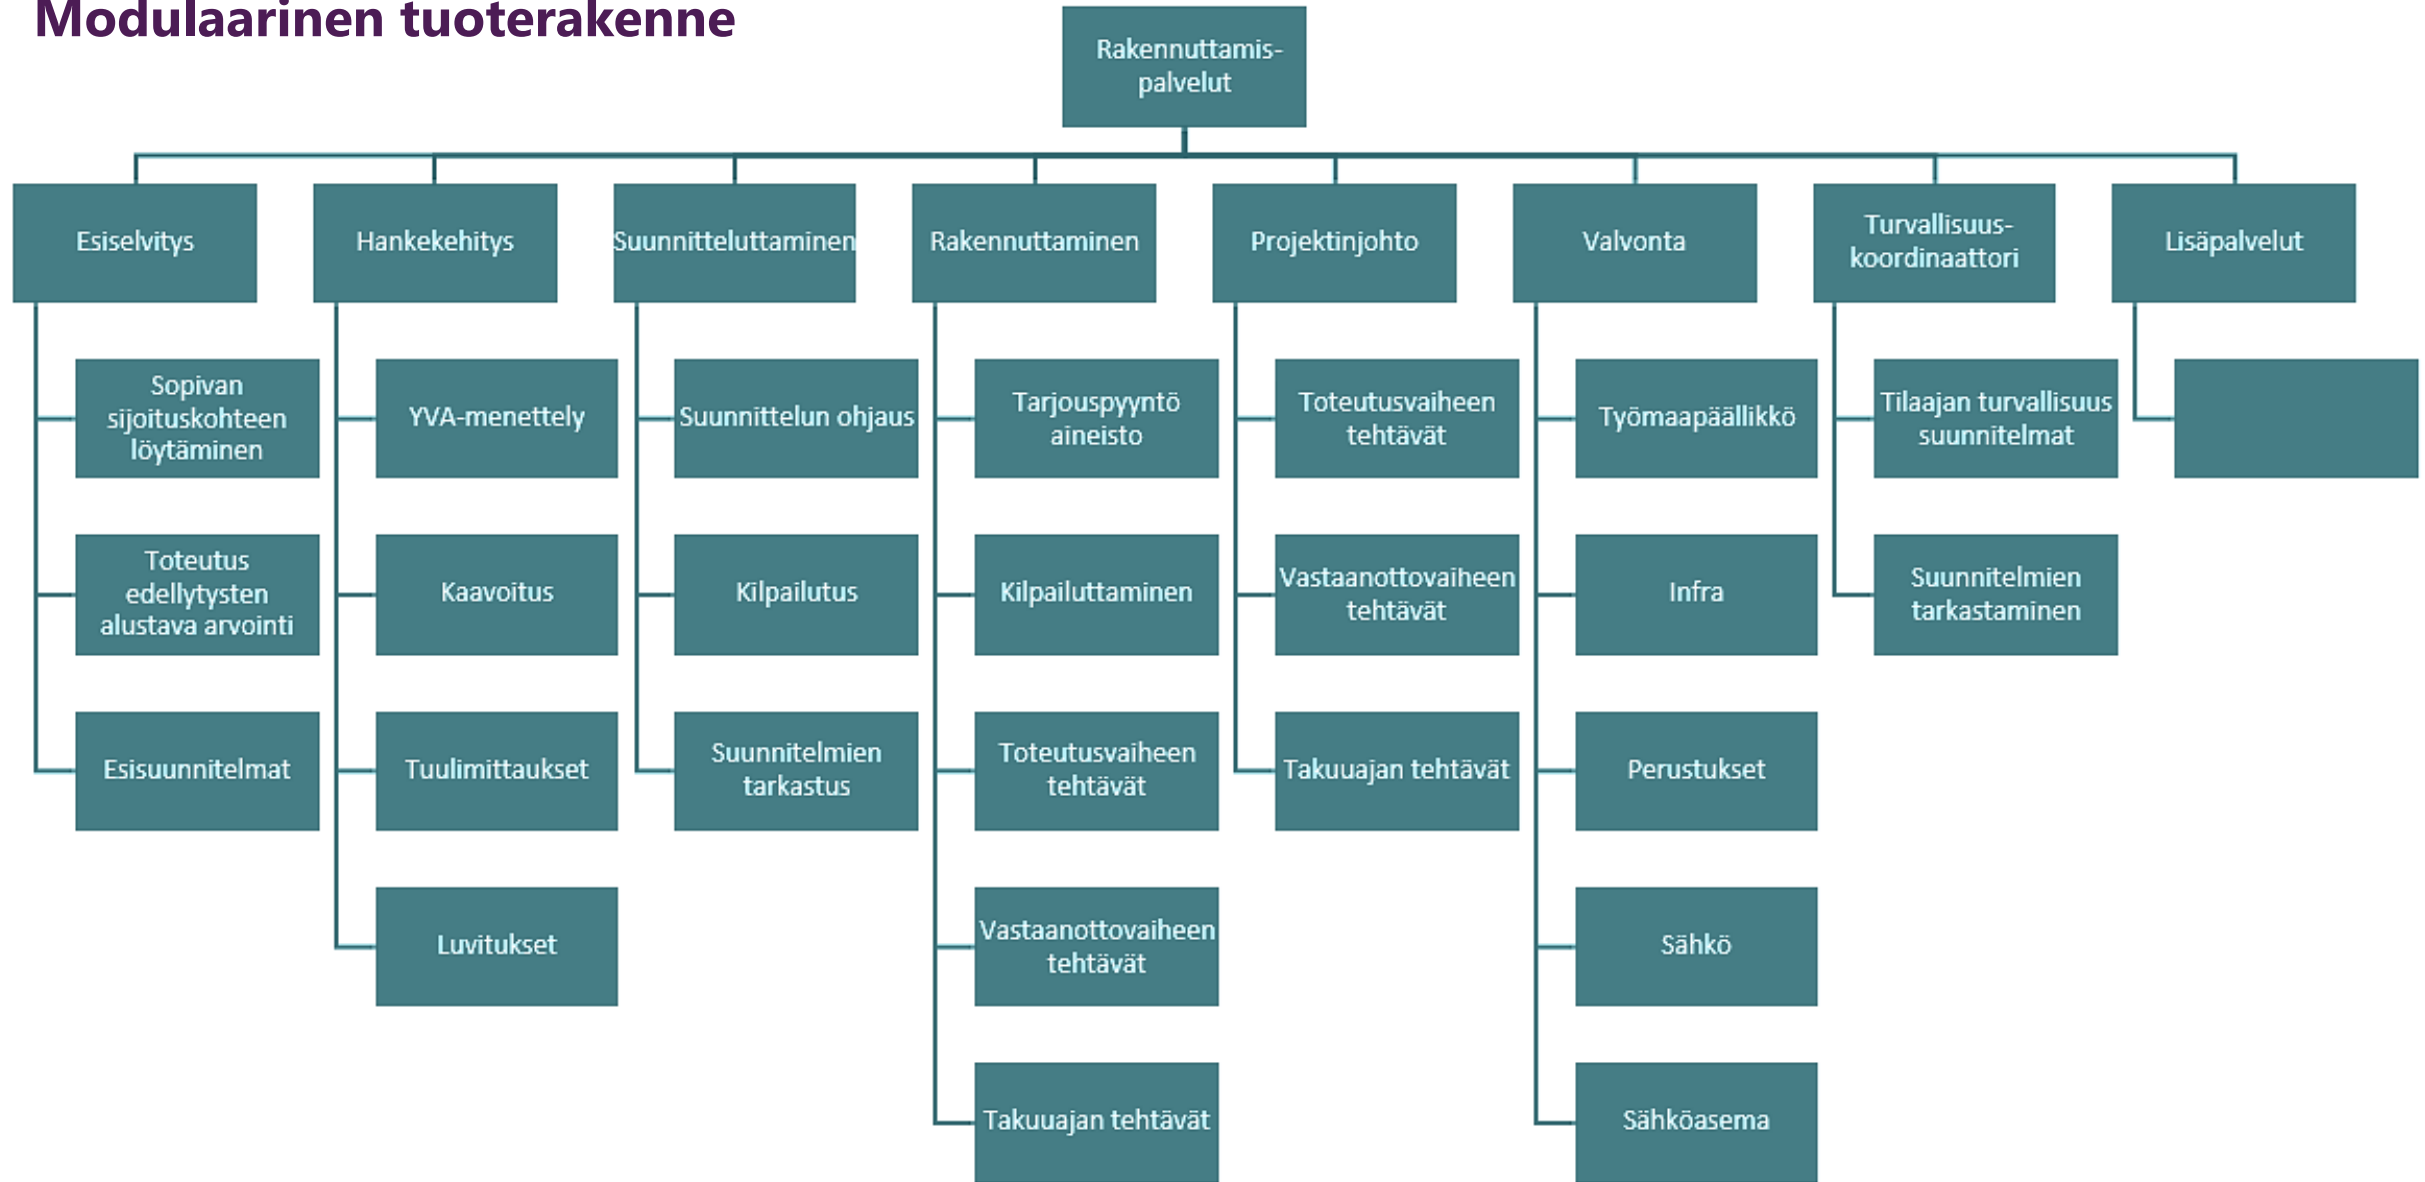 Modulaarinen tuoterakenne
Rakennuttamis-
palvelut
Esiselvitys
Hankekehitys
Suunnitteluttaminen
Rakennuttaminen
Projektinjohto
Valvonta
Turvallisuus-
koordinaattori
Lisäpalvelut
Sopivan
sijoituskohteen
löytäminen
Toteutus
edellytysten
alustava arvointi
Esisuunnitelmat
YVA-menettely
Kaavoitus
Tuulimittaukset
Luvitukset
Suunnittelun ohjaus
Kilpailutus
Suunnitelmien
tarkastus
Tarjouspyyntö
aineisto
Kilpailuttaminen
Toteutusvaiheen
tehtävät
Vastaanottovaiheen
tehtävät
Takuuajan tehtävät
Toteutusvaiheen
tehtävät
Vastaanottovaiheen
tehtävät
Takuuajan tehtävät
Työmaapäällikkö
Infra
Perustukset
Sähkö
Sähköasema
Tilaajan turvallisuus
suunnitelmat
Suunnitelmien
tarkastaminen